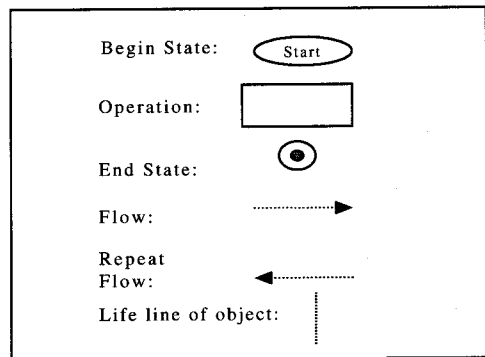 Begin State: Start
Operation:
End State:
Flow:
Repeat
Flow:
Life line of object: